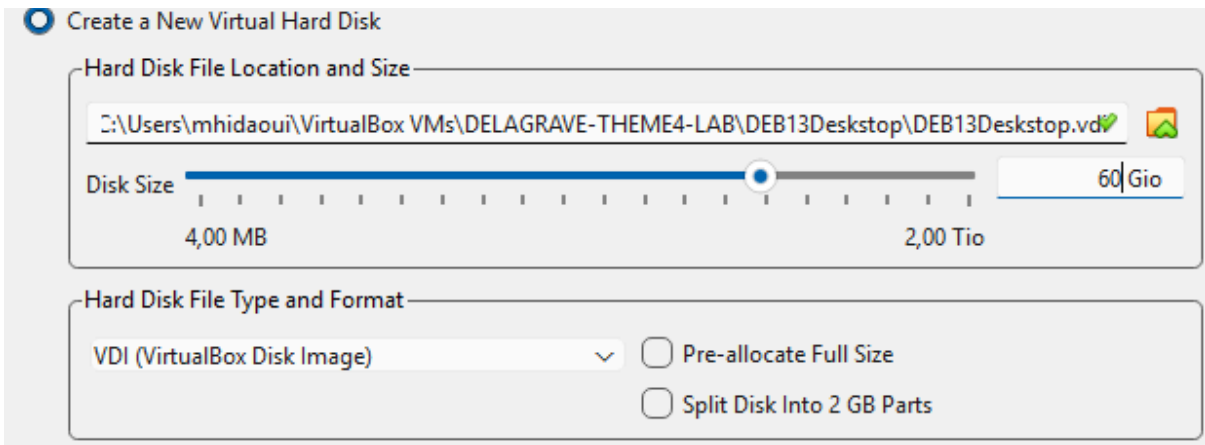 Create a New Virtual Hard Disk
Hard Disk File Location and Size
C:\Users\mhidaoui\VirtualBox VMs\DELAGRAVE-THEME4-LAB\DEB13Deskstop\DEB13Deskstop.vdi
Disk Size 60 Gio
4,00 MB 2,00 Tio
Hard Disk File Type and Format
VDI (VirtualBox Disk Image) Pre-allocate Full Size
Split Disk Into 2 GB Parts